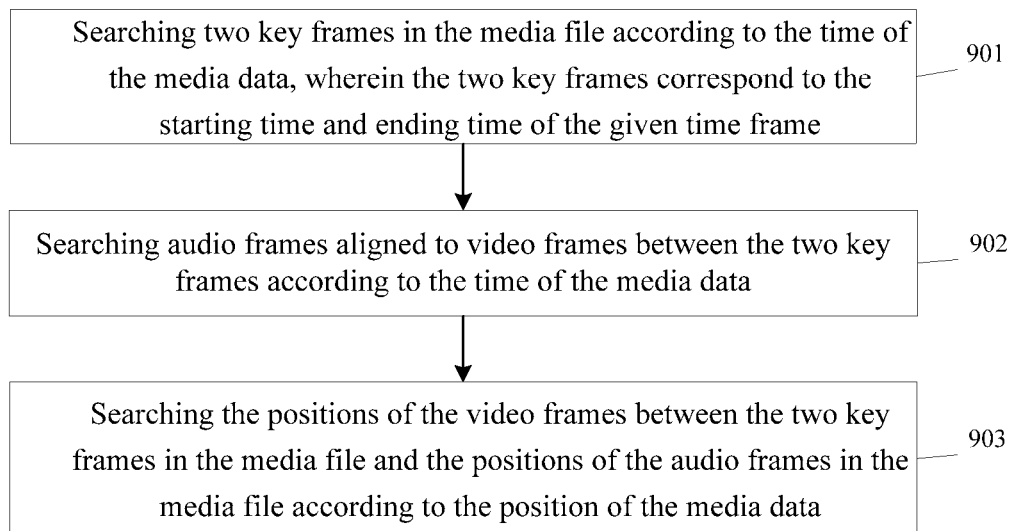 Searching two key frames in the media file according to the time of
the media data, wherein the two key frames correspond to the
starting time and ending time of the given time frame
901
Searching audio frames aligned to video frames between the two key
frames according to the time of the media data
902
Searching the positions of the video frames between the two key
frames in the media file and the positions of the audio frames in the
media file according to the position of the media data
903